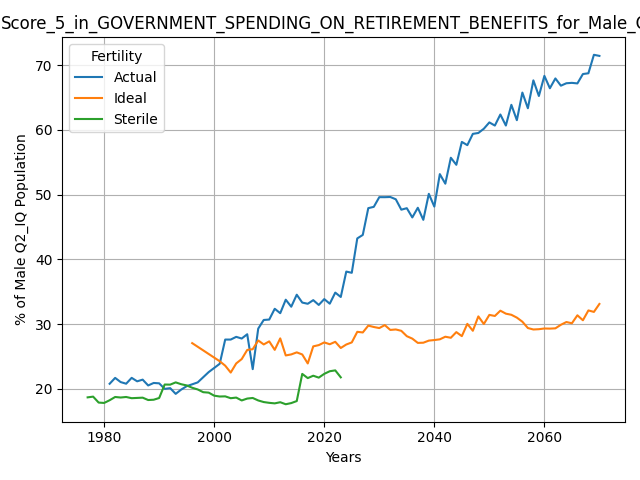 Score_5_in_GOVERNMENT_SPENDING_ON_RETIREMENT_BENEFITS_for_Male_
Fertility
Actual
Ideal
Sterile
% of Male Q2_IQ Population
70
60
50
40
30
20
1980
2000
2020
2040
2060
Years